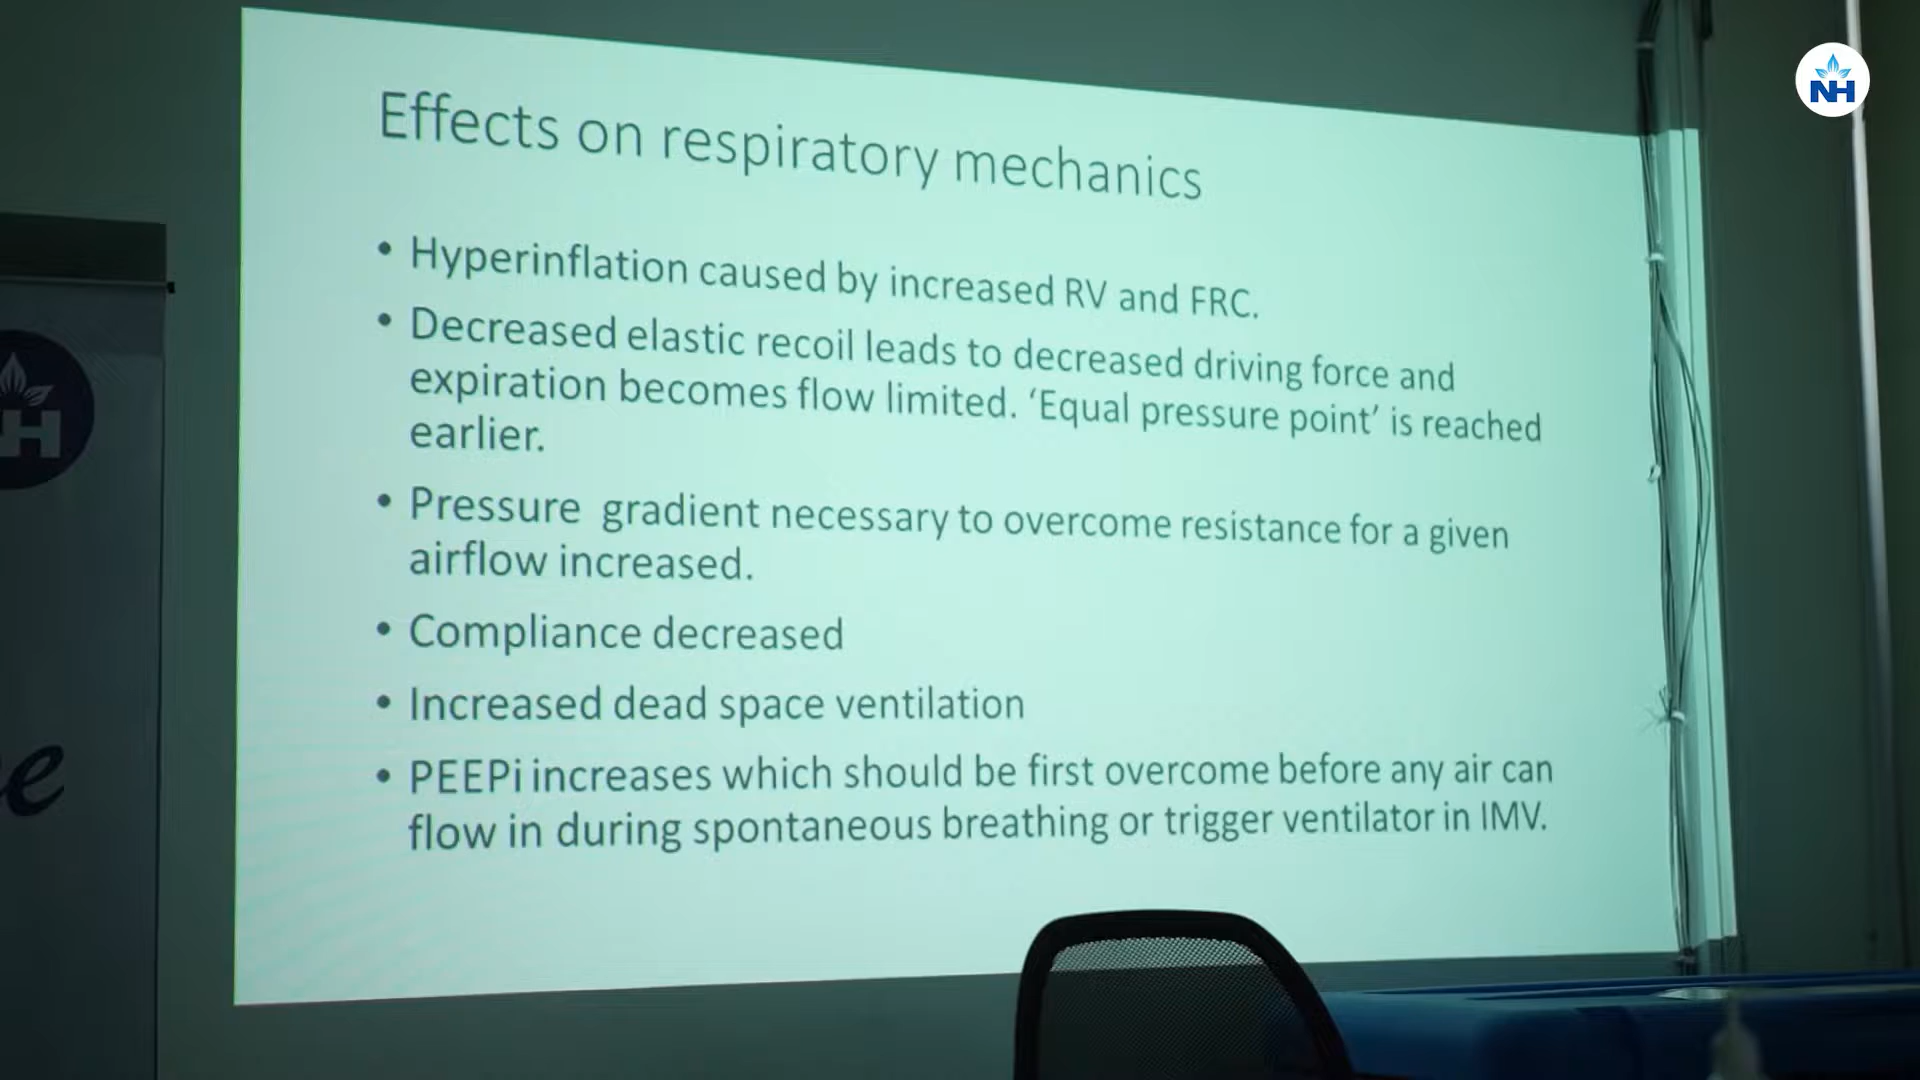 NH
Effects on respiratory mechanics
• Hyperinflation caused by increased RV and FRC.
• Decreased elastic recoil leads to decreased driving force and
expiration becomes flow limited. ‘Equal pressure point’ is reached
earlier.
• Pressure gradient necessary to overcome resistance for a given
airflow increased.
• Compliance decreased
• Increased dead space ventilation
• PEEPi increases which should be first overcome before any air can
flow in during spontaneous breathing or trigger ventilator in IMV.
H
e